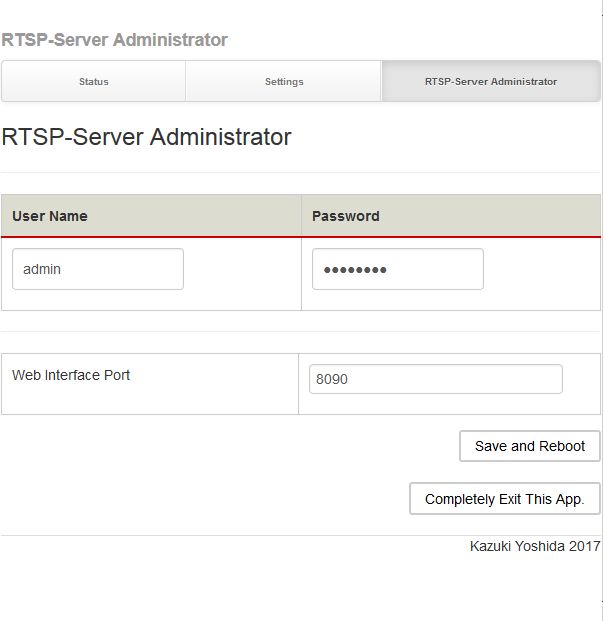 RTSP-Server Administrator
Status Settings RTSP-Server Administrator
RTSP-Server Administrator
User Name Password
admin ••••••••
Web Interface Port 8090
Save and Reboot
Completely Exit This App.
Kazuki Yoshida 2017